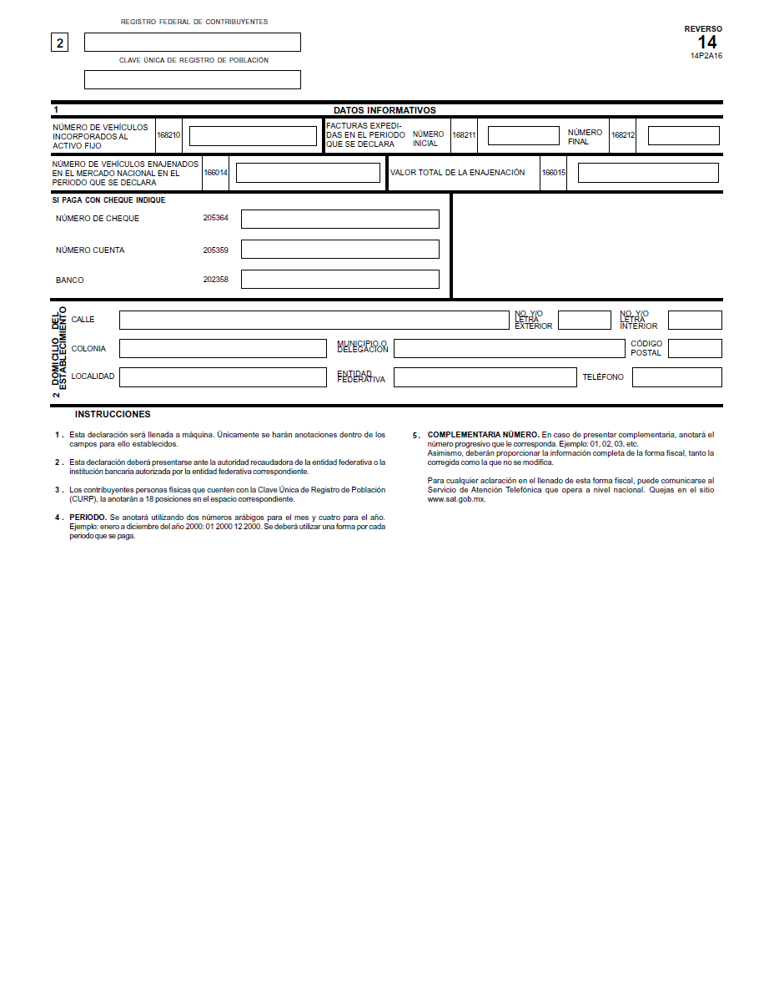 REGISTRO FEDERAL DE CONTRIBUYENTES
2
CLAVE ÚNICA DE REGISTRO DE POBLACIÓN
REVERSO
14
14P2A16
1
DATOS INFORMATIVOS
NÚMERO DE VEHÍCULOS
INCORPORADOS AL
ACTIVO FIJO
168210
FACTURAS EXPEDI-
DAS EN EL PERIODO
QUE SE DECLARA
NÚMERO
INICIAL
168211
NÚMERO
FINAL
168212
NÚMERO DE VEHÍCULOS ENAJENADOS
EN EL MERCADO NACIONAL EN EL
PERIODO QUE SE DECLARA
166014
VALOR TOTAL DE LA ENAJENACIÓN
166015
SI PAGA CON CHEQUE INDIQUE
NÚMERO DE CHEQUE 205364
NÚMERO CUENTA 205359
BANCO 202358
2 DOMICILIO DEL
ESTABLECIMIENTO
CALLE
NO. Y/O
LETRA
EXTERIOR
NO. Y/O
LETRA
INTERIOR
COLONIA
MUNICIPIO O
DELEGACIÓN
CÓDIGO
POSTAL
LOCALIDAD
ENTIDAD
FEDERATIVA
TELÉFONO
INSTRUCCIONES
1 . Esta declaración será llenada a máquina. Únicamente se harán anotaciones dentro de los
campos para ello establecidos.
2 . Esta declaración deberá presentarse ante la autoridad recaudadora de la entidad federativa o la
institución bancaria autorizada por la entidad federativa correspondiente.
3 . Los contribuyentes personas físicas que cuenten con la Clave Única de Registro de Población
(CURP), la anotarán a 18 posiciones en el espacio correspondiente.
4 . PERIODO. Se anotará utilizando dos números arábigos para el mes y cuatro para el año.
Ejemplo: enero a diciembre del año 2000: 01 2000 12 2000. Se deberá utilizar una forma por cada
periodo que se paga.
5 . COMPLEMENTARIA NÚMERO. En caso de presentar complementaria, anotará el
número progresivo que le corresponda. Ejemplo: 01, 02, 03, etc.
Asimismo, deberán proporcionar la información completa de la forma fiscal, tanto la
corregida como la que no se modifica.
Para cualquier aclaración en el llenado de esta forma fiscal, puede comunicarse al
Servicio de Atención Telefónica que opera a nivel nacional. Quejas en el sitio
www.sat.gob.mx.